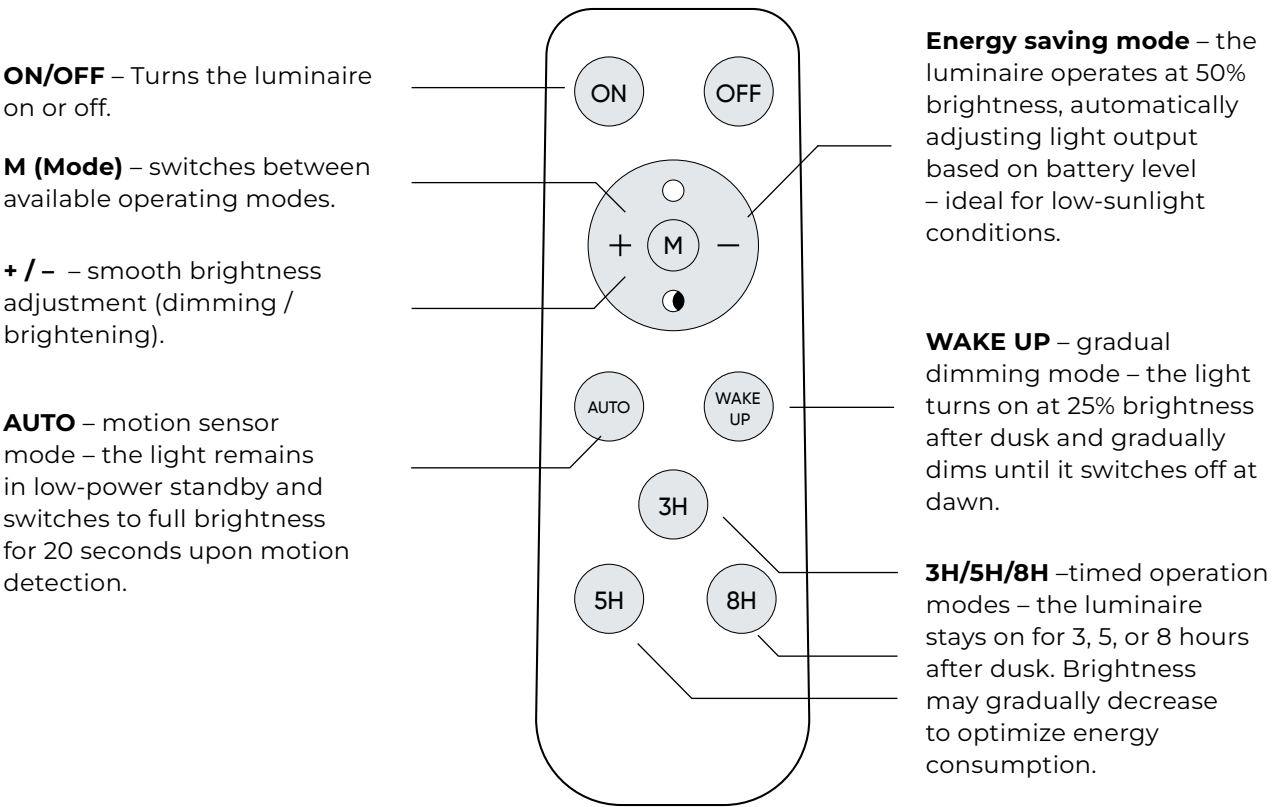 ON/OFF – Turns the luminaire
on or off.
M (Mode) – switches between
available operating modes.
+ / – – smooth brightness
adjustment (dimming /
brightening).
AUTO – motion sensor
mode – the light remains
in low-power standby and
switches to full brightness
for 20 seconds upon motion
detection.
ON OFF
+ M –
AUTO
WAKE
UP
3H
5H 8H
Energy saving mode – the
luminaire operates at 50%
brightness, automatically
adjusting light output
based on battery level
– ideal for low-sunlight
conditions.
WAKE UP – gradual
dimming mode – the light
turns on at 25% brightness
after dusk and gradually
dims until it switches off at
dawn.
3H/5H/8H –timed operation
modes – the luminaire
stays on for 3, 5, or 8 hours
after dusk. Brightness
may gradually decrease
to optimize energy
consumption.